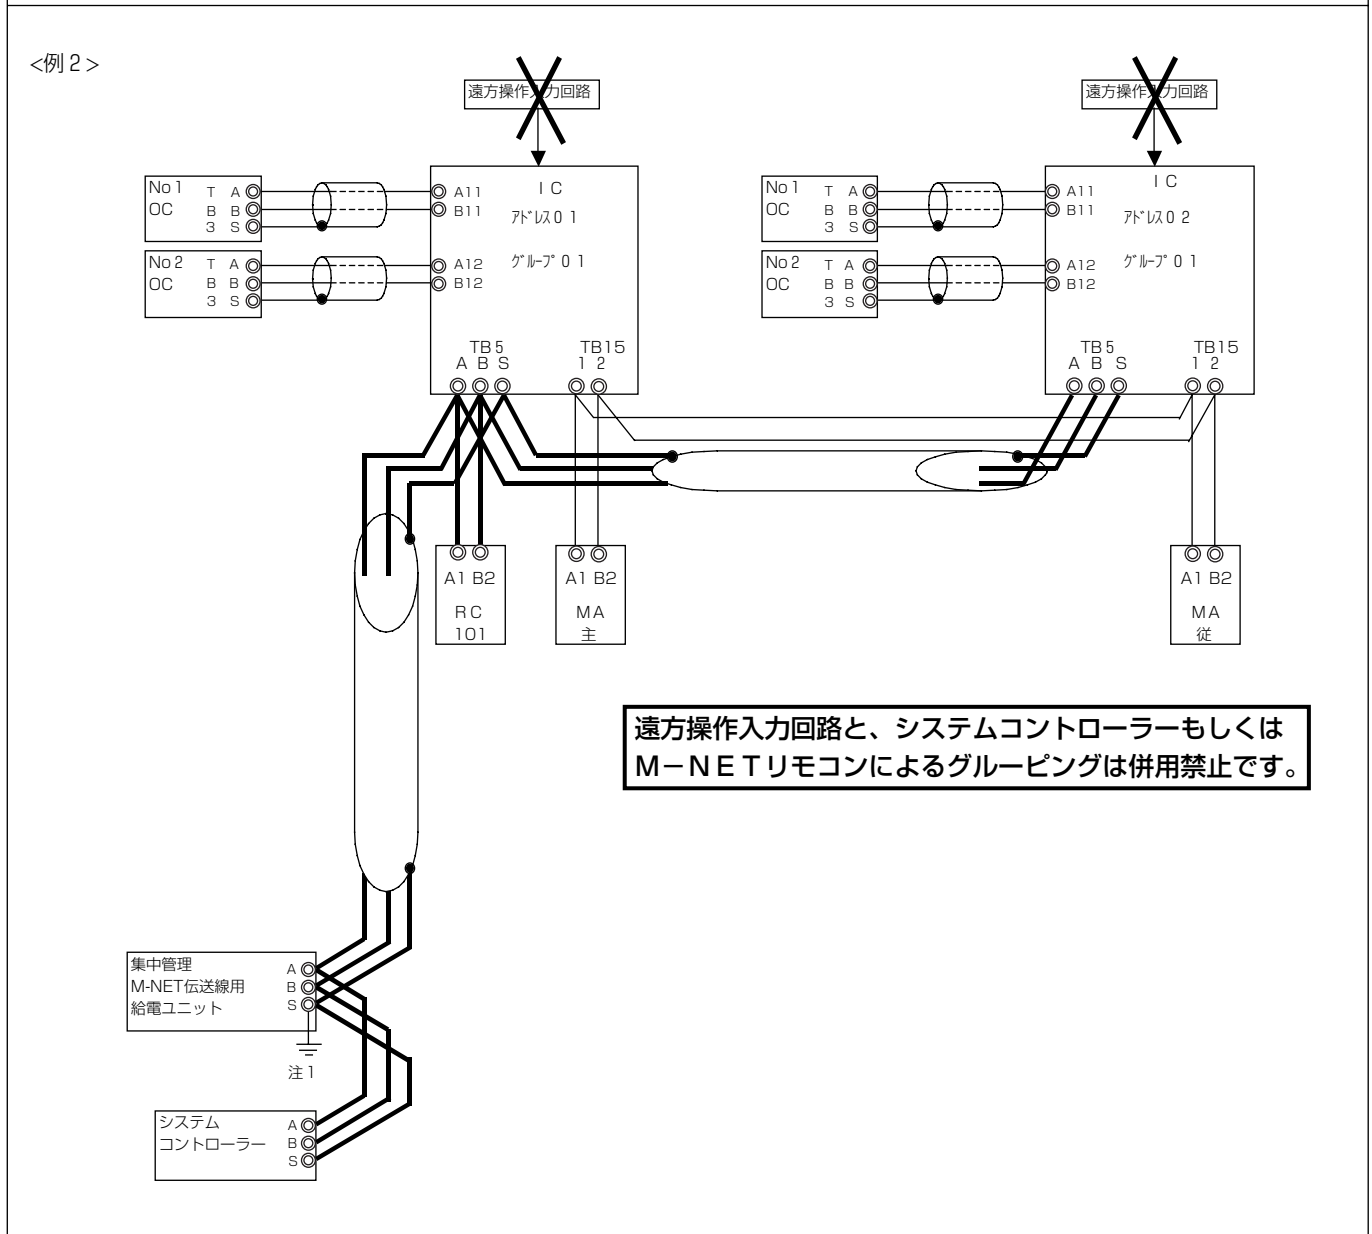 <例２>
遠方操作入力回路
遠方操作入力回路
No1 T A
OC B B
3 S
A11
B11
IC
ｱﾄﾞﾚｽ０１
No2 T A
OC B B
3 S
A12
B12
ｸﾞﾙｰﾌﾟ０１
TB5
A B S
TB15
1 2
No1 T A
OC B B
3 S
A11
B11
IC
ｱﾄﾞﾚｽ０２
No2 T A
OC B B
3 S
A12
B12
ｸﾞﾙｰﾌﾟ０１
TB5
A B S
TB15
1 2
A1 B2
RC
101
A1 B2
MA
主
A1 B2
MA
従
遠方操作入力回路と、システムコントローラーもしくは
Ｍ－ＮＥＴリモコンによるグルーピングは併用禁止です。
集中管理 A
M-NET伝送線用 B
給電ユニット S
注1
システム A
コントローラー B
S